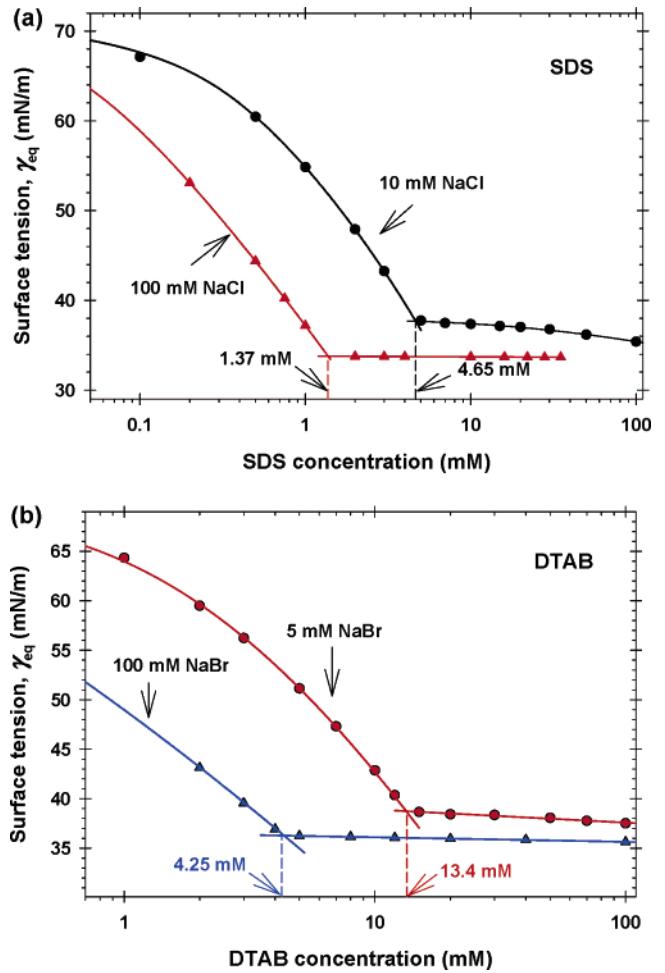 (a)
70
60
50
40
30
Surface tension, γeq (mN/m)
SDS
10 mM NaCl
100 mM NaCl
1.37 mM
4.65 mM
0.1
1
10
100
SDS concentration (mM)
(b)
65
60
55
50
45
40
35
Surface tension, γeq (mN/m)
DTAB
5 mM NaBr
100 mM NaBr
4.25 mM
13.4 mM
1
10
100
DTAB concentration (mM)